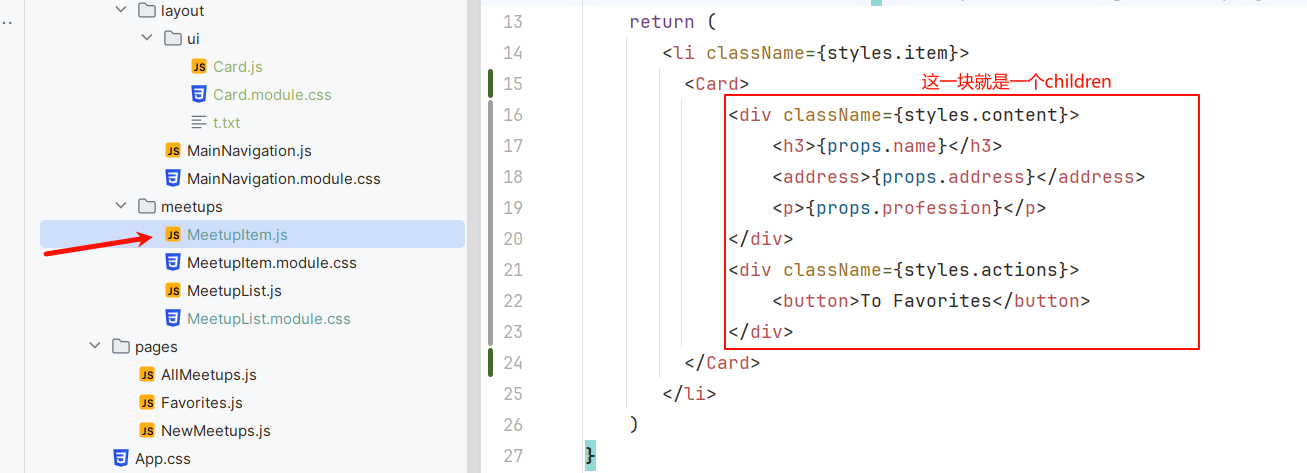 layout
ui
JS Card.js
Card.module.css
t.txt
JS MainNavigation.js
MainNavigation.module.css
meetups
JS MeetupItem.js
MeetupItem.module.css
JS MeetupList.js
MeetupList.module.css
pages
JS AllMeetups.js
JS Favorites.js
JS NewMeetups.js
App.css
13 return (
14 <li className={styles.item}>
15 <Card>
这一块就是一个children
16 <div className={styles.content}>
17 <h3>{props.name}</h3>
18 <address>{props.address}</address>
19 <p>{props.profession}</p>
20 </div>
21 <div className={styles.actions}>
22 <button>To Favorites</button>
23 </div>
24 </Card>
25 </li>
26 )
27 }